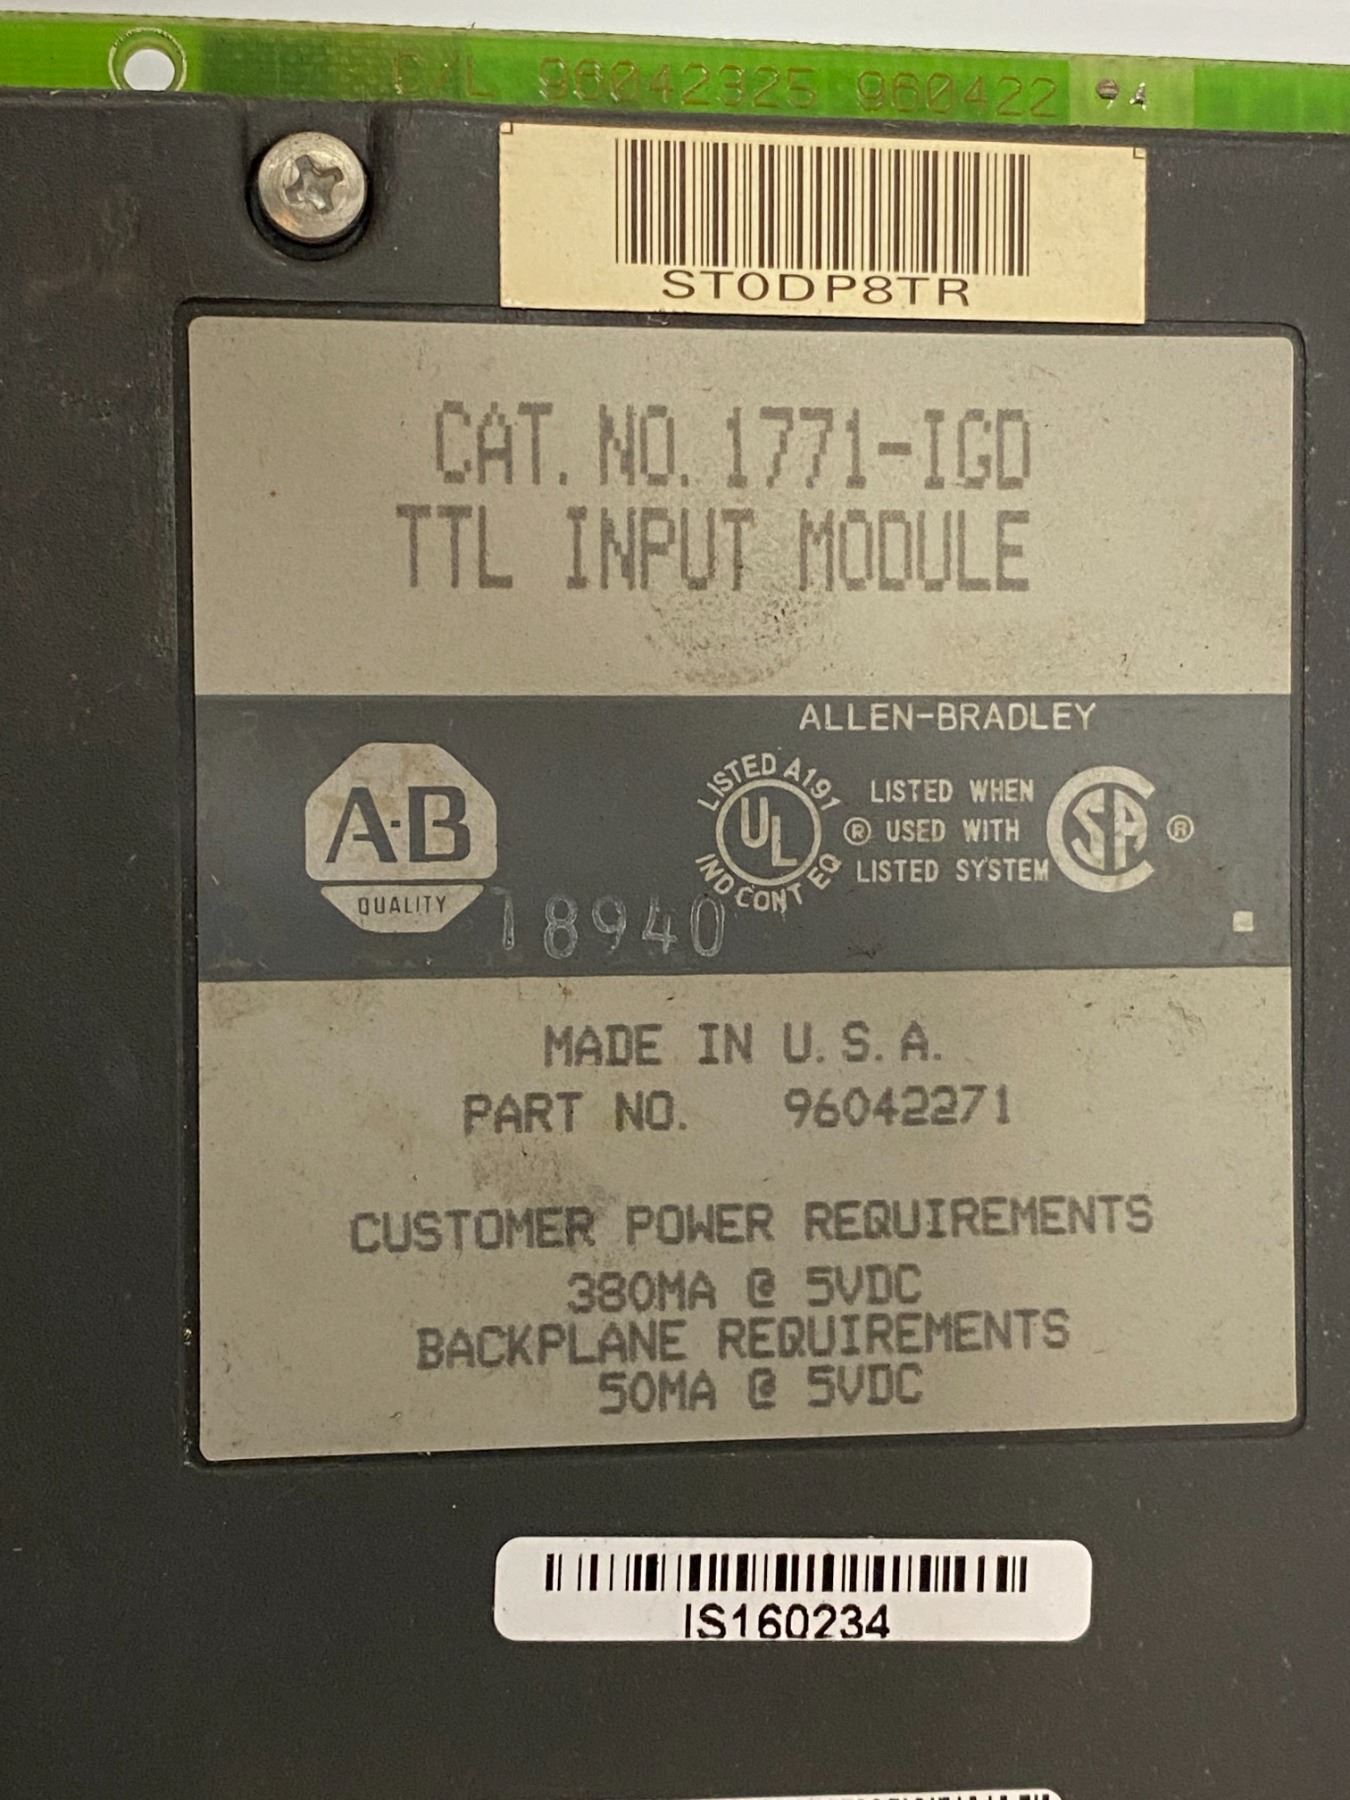 C/L 96042325 960422
STODP8TR
CAT. NO. 1771-IGD
TTL INPUT MODULE
ALLEN-BRADLEY
A·B
QUALITY
LISTED A191
UL
IND CONT EQ
®
LISTED WHEN
USED WITH
LISTED SYSTEM
SA ®
18940
MADE IN U.S.A.
PART NO. 96042271
CUSTOMER POWER REQUIREMENTS
380MA @ 5VDC
BACKPLANE REQUIREMENTS
50MA @ 5VDC
IS160234